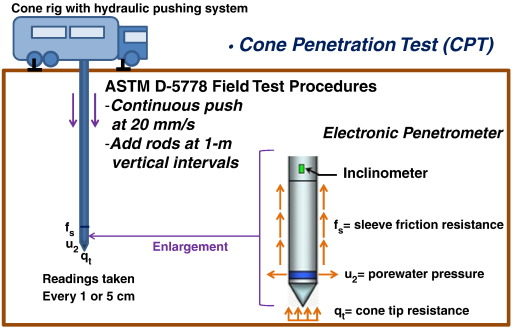 Cone rig with hydraulic pushing system
• Cone Penetration Test (CPT)
ASTM D-5778 Field Test Procedures
-Continuous push
at 20 mm/s
-Add rods at 1-m
vertical intervals
Electronic Penetrometer
Inclinometer
fs= sleeve friction resistance
Enlargement
u2= porewater pressure
qt= cone tip resistance
fs
u2
qt
Readings taken
Every 1 or 5 cm